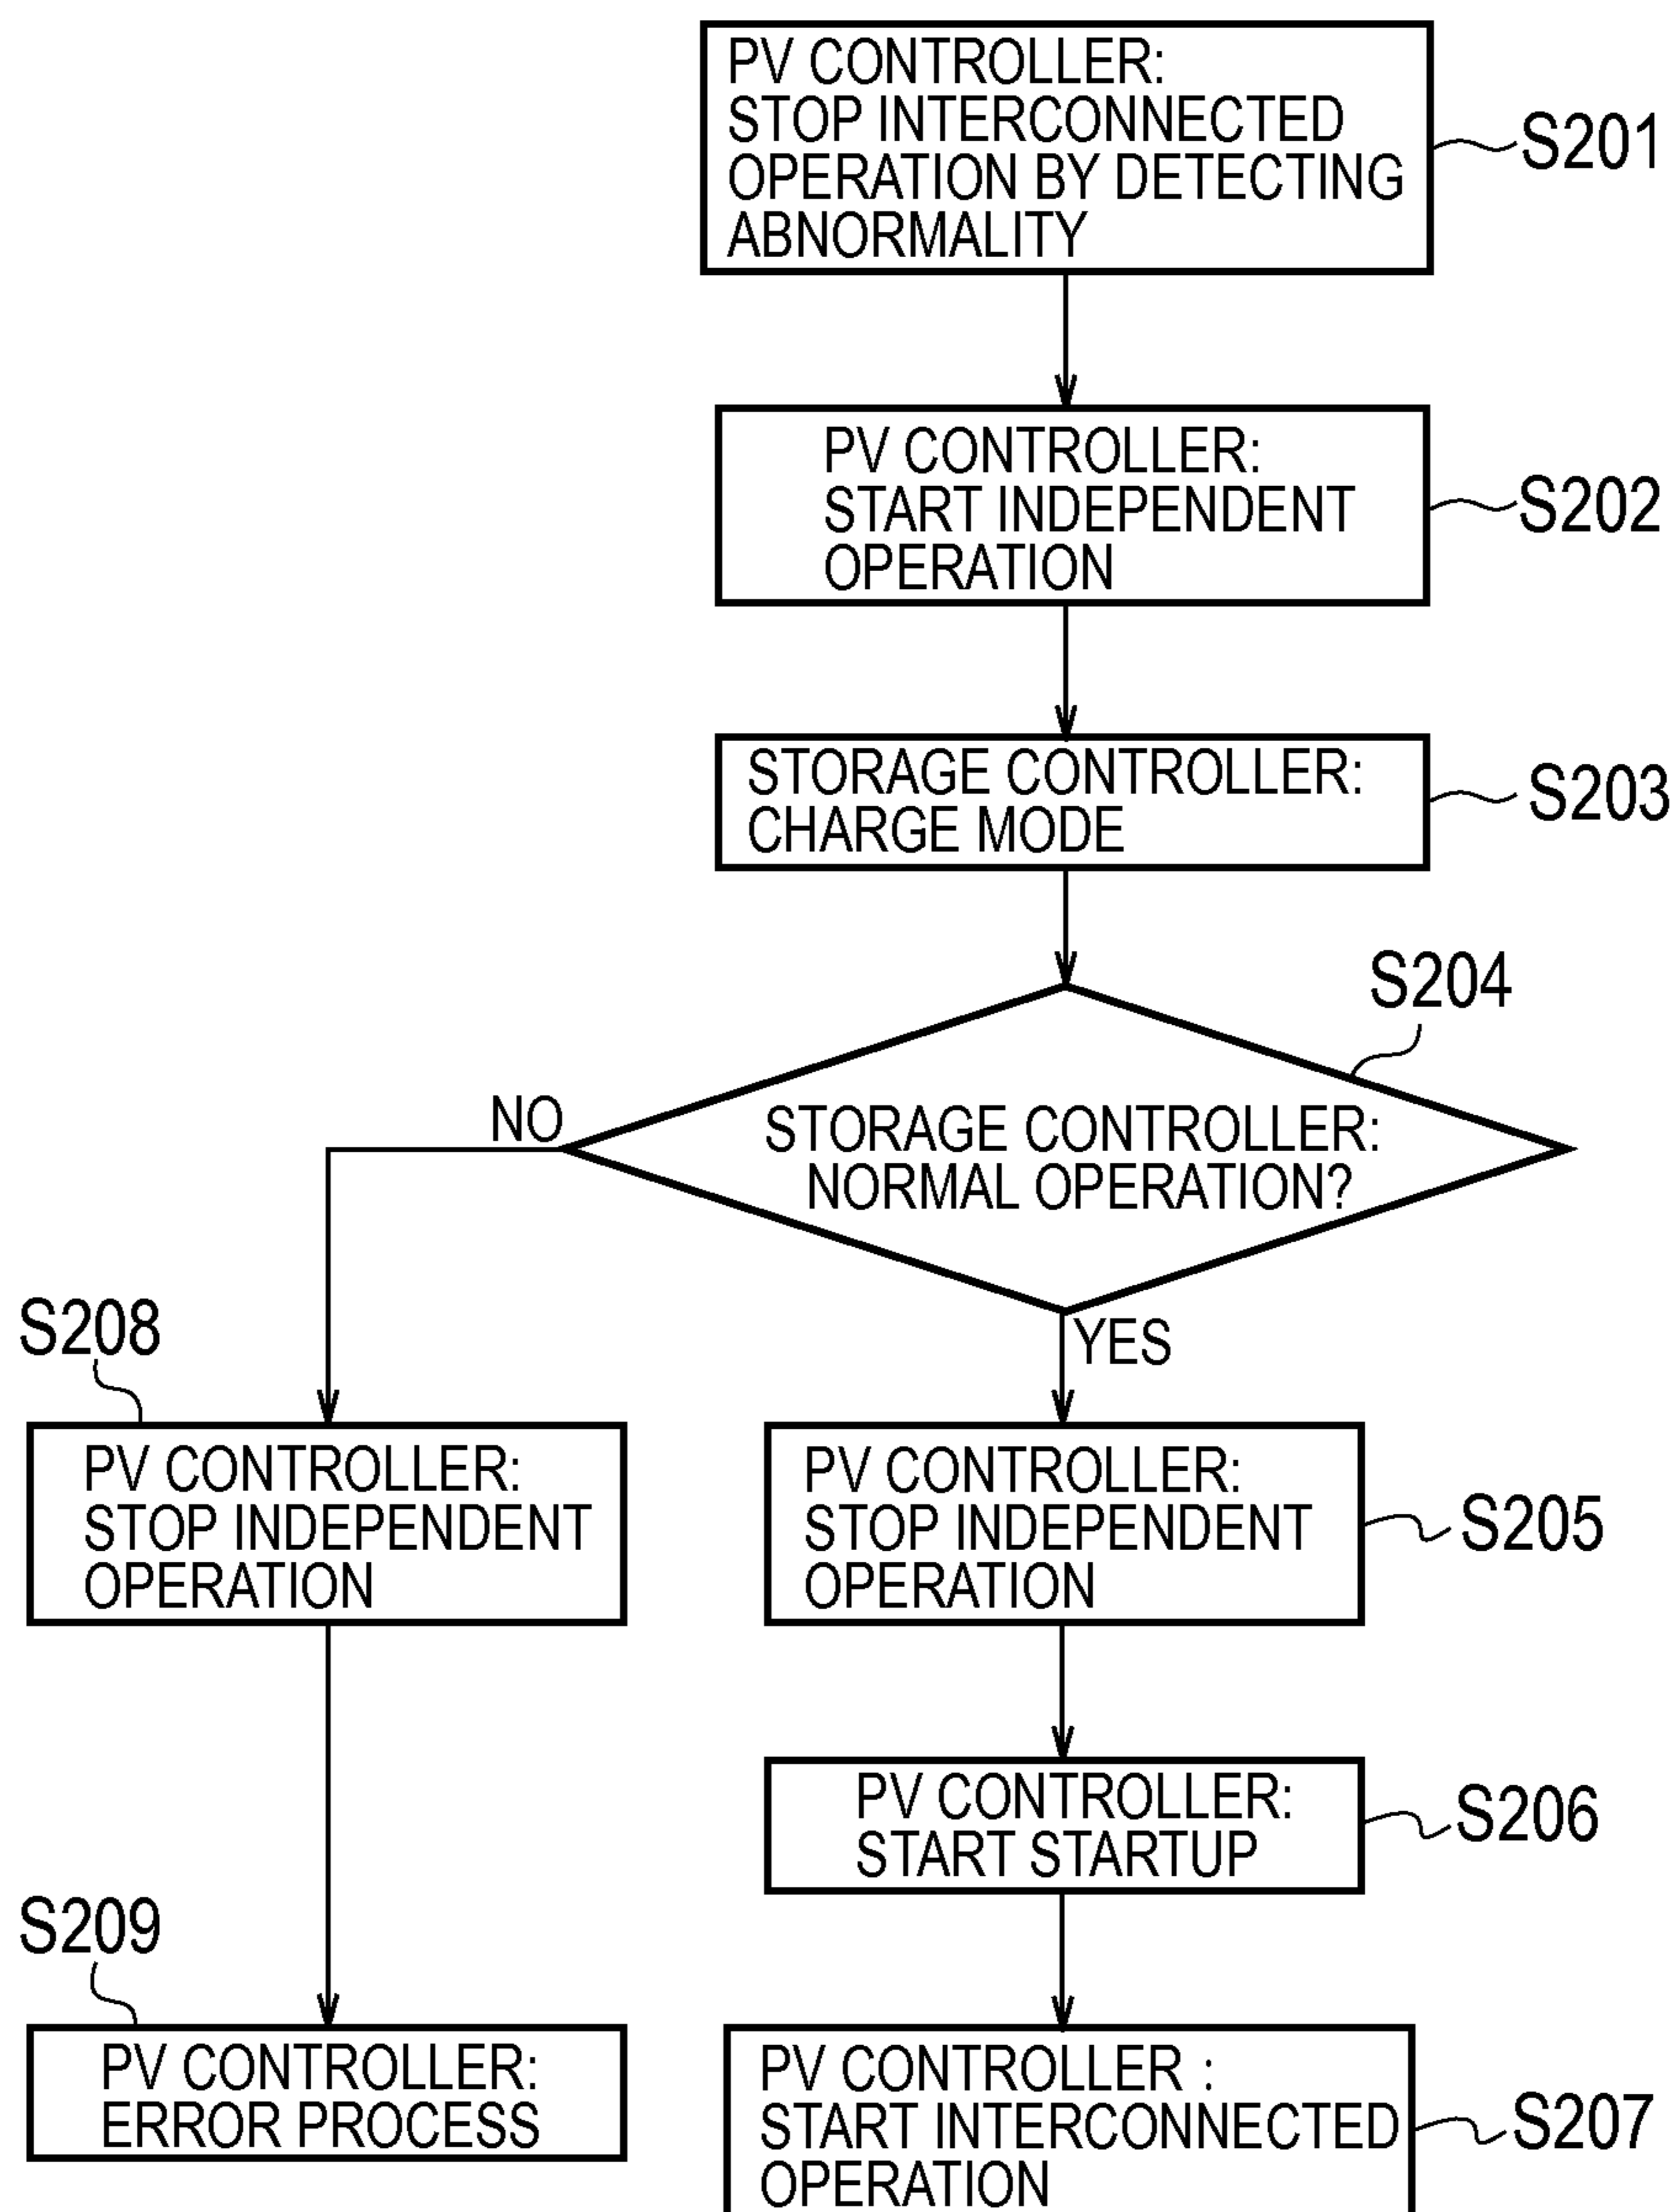 PV CONTROLLER:
STOP INTERCONNECTED
OPERATION BY DETECTING
ABNORMALITY
S201
PV CONTROLLER:
START INDEPENDENT
OPERATION
S202
STORAGE CONTROLLER:
CHARGE MODE
S203
S204
STORAGE CONTROLLER:
NORMAL OPERATION?
NO
YES
S208
PV CONTROLLER:
STOP INDEPENDENT
OPERATION
PV CONTROLLER:
STOP INDEPENDENT
OPERATION
S205
PV CONTROLLER:
START STARTUP
S206
S209
PV CONTROLLER:
ERROR PROCESS
PV CONTROLLER :
START INTERCONNECTED
OPERATION
S207